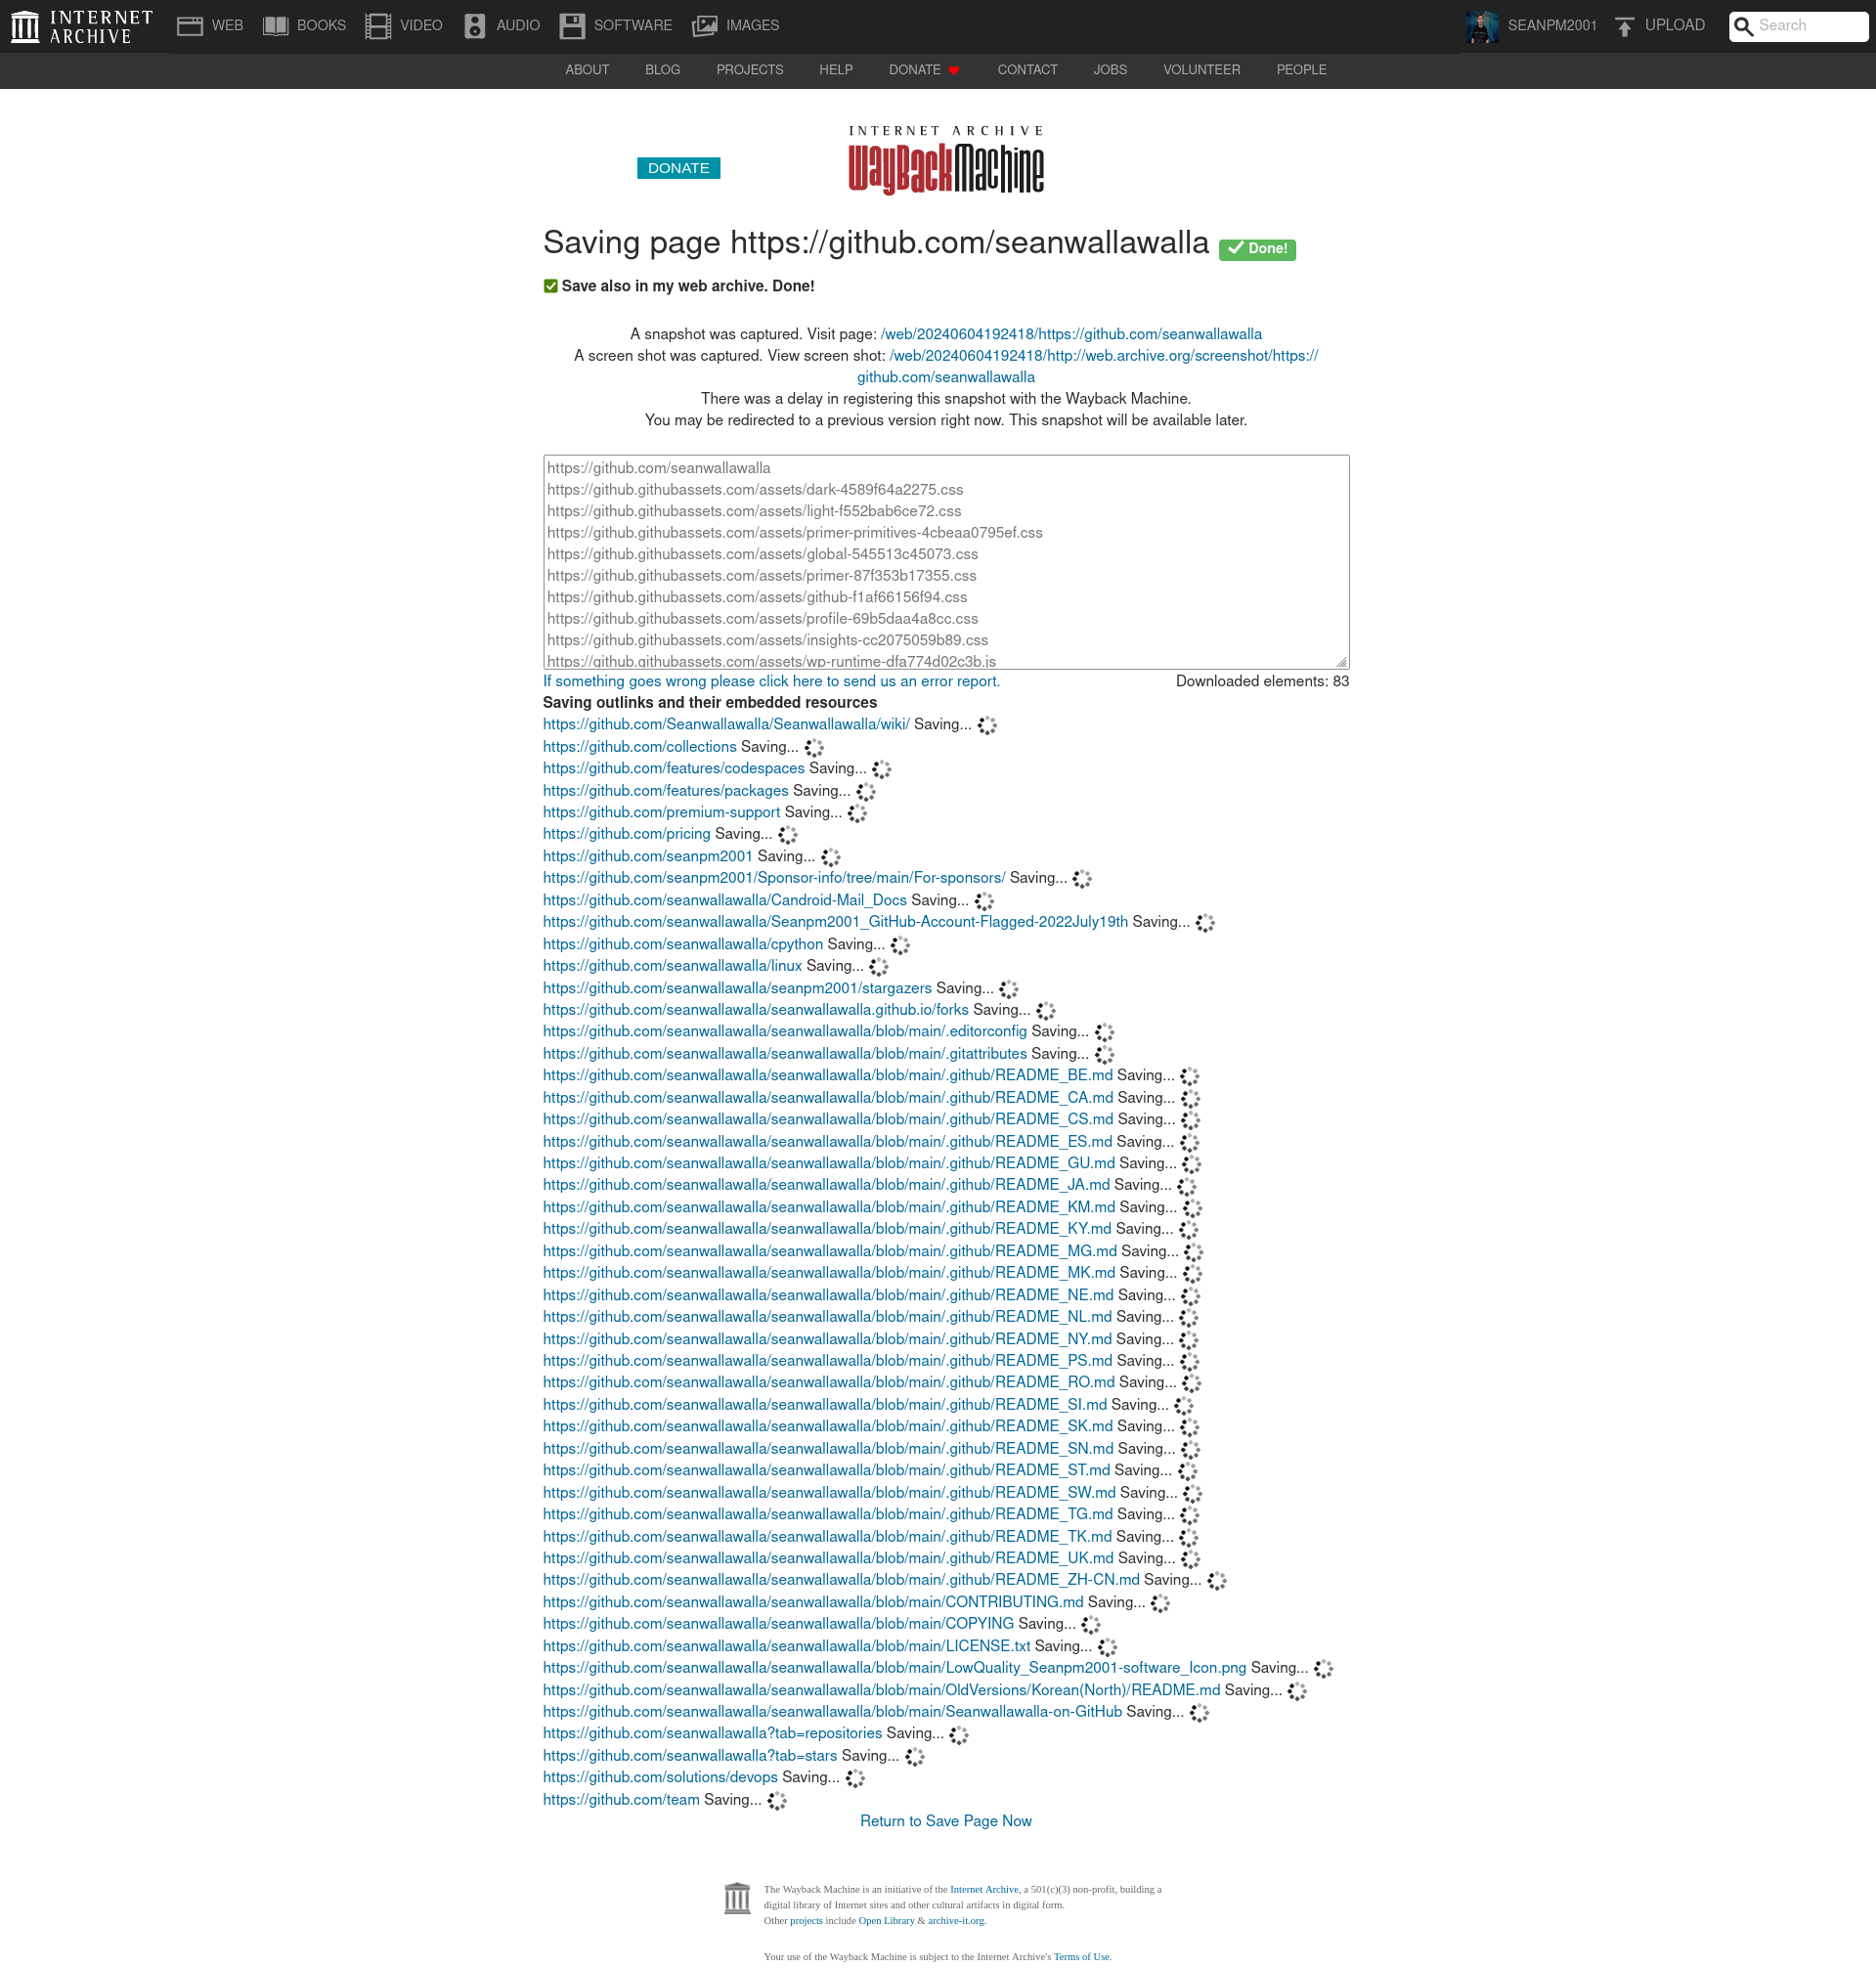 INTERNET ARCHIVE
WEB BOOKS VIDEO AUDIO SOFTWARE IMAGES SEANPM2001 UPLOAD Search
ABOUT BLOG PROJECTS HELP DONATE CONTACT JOBS VOLUNTEER PEOPLE
INTERNET ARCHIVE
DONATE WayBackMachine
Saving page https://github.com/seanwallawalla Done!
Save also in my web archive. Done!
A snapshot was captured. Visit page: /web/20240604192418/https://github.com/seanwallawalla
A screen shot was captured. View screen shot: /web/20240604192418/http://web.archive.org/screenshot/https://
github.com/seanwallawalla
There was a delay in registering this snapshot with the Wayback Machine.
You may be redirected to a previous version right now. This snapshot will be available later.
https://github.com/seanwallawalla
https://github.githubassets.com/assets/dark-4589f64a2275.css
https://github.githubassets.com/assets/light-f552bab6ce72.css
https://github.githubassets.com/assets/primer-primitives-4cbeaa0795ef.css
https://github.githubassets.com/assets/global-545513c45073.css
https://github.githubassets.com/assets/primer-87f353b17355.css
https://github.githubassets.com/assets/github-f1af66156f94.css
https://github.githubassets.com/assets/profile-69b5daa4a8cc.css
https://github.githubassets.com/assets/insights-cc2075059b89.css
https://github.githubassets.com/assets/wp-runtime-dfa774d02c3b.js
If something goes wrong please click here to send us an error report. Downloaded elements: 83
Saving outlinks and their embedded resources
https://github.com/Seanwallawalla/Seanwallawalla/wiki/ Saving...
https://github.com/collections Saving...
https://github.com/features/codespaces Saving...
https://github.com/features/packages Saving...
https://github.com/premium-support Saving...
https://github.com/pricing Saving...
https://github.com/seanpm2001 Saving...
https://github.com/seanpm2001/Sponsor-info/tree/main/For-sponsors/ Saving...
https://github.com/seanwallawalla/Candroid-Mail_Docs Saving...
https://github.com/seanwallawalla/Seanpm2001_GitHub-Account-Flagged-2022July19th Saving...
https://github.com/seanwallawalla/cpython Saving...
https://github.com/seanwallawalla/linux Saving...
https://github.com/seanwallawalla/seanpm2001/stargazers Saving...
https://github.com/seanwallawalla/seanwallawalla.github.io/forks Saving...
https://github.com/seanwallawalla/seanwallawalla/blob/main/.editorconfig Saving...
https://github.com/seanwallawalla/seanwallawalla/blob/main/.gitattributes Saving...
https://github.com/seanwallawalla/seanwallawalla/blob/main/.github/README_BE.md Saving...
https://github.com/seanwallawalla/seanwallawalla/blob/main/.github/README_CA.md Saving...
https://github.com/seanwallawalla/seanwallawalla/blob/main/.github/README_CS.md Saving...
https://github.com/seanwallawalla/seanwallawalla/blob/main/.github/README_ES.md Saving...
https://github.com/seanwallawalla/seanwallawalla/blob/main/.github/README_GU.md Saving...
https://github.com/seanwallawalla/seanwallawalla/blob/main/.github/README_JA.md Saving...
https://github.com/seanwallawalla/seanwallawalla/blob/main/.github/README_KM.md Saving...
https://github.com/seanwallawalla/seanwallawalla/blob/main/.github/README_KY.md Saving...
https://github.com/seanwallawalla/seanwallawalla/blob/main/.github/README_MG.md Saving...
https://github.com/seanwallawalla/seanwallawalla/blob/main/.github/README_MK.md Saving...
https://github.com/seanwallawalla/seanwallawalla/blob/main/.github/README_NE.md Saving...
https://github.com/seanwallawalla/seanwallawalla/blob/main/.github/README_NL.md Saving...
https://github.com/seanwallawalla/seanwallawalla/blob/main/.github/README_NY.md Saving...
https://github.com/seanwallawalla/seanwallawalla/blob/main/.github/README_PS.md Saving...
https://github.com/seanwallawalla/seanwallawalla/blob/main/.github/README_RO.md Saving...
https://github.com/seanwallawalla/seanwallawalla/blob/main/.github/README_SI.md Saving...
https://github.com/seanwallawalla/seanwallawalla/blob/main/.github/README_SK.md Saving...
https://github.com/seanwallawalla/seanwallawalla/blob/main/.github/README_SN.md Saving...
https://github.com/seanwallawalla/seanwallawalla/blob/main/.github/README_ST.md Saving...
https://github.com/seanwallawalla/seanwallawalla/blob/main/.github/README_SW.md Saving...
https://github.com/seanwallawalla/seanwallawalla/blob/main/.github/README_TG.md Saving...
https://github.com/seanwallawalla/seanwallawalla/blob/main/.github/README_TK.md Saving...
https://github.com/seanwallawalla/seanwallawalla/blob/main/.github/README_UK.md Saving...
https://github.com/seanwallawalla/seanwallawalla/blob/main/.github/README_ZH-CN.md Saving...
https://github.com/seanwallawalla/seanwallawalla/blob/main/CONTRIBUTING.md Saving...
https://github.com/seanwallawalla/seanwallawalla/blob/main/COPYING Saving...
https://github.com/seanwallawalla/seanwallawalla/blob/main/LICENSE.txt Saving...
https://github.com/seanwallawalla/seanwallawalla/blob/main/LowQuality_Seanpm2001-software_Icon.png Saving...
https://github.com/seanwallawalla/seanwallawalla/blob/main/OldVersions/Korean(North)/README.md Saving...
https://github.com/seanwallawalla/seanwallawalla/blob/main/Seanwallawalla-on-GitHub Saving...
https://github.com/seanwallawalla?tab=repositories Saving...
https://github.com/seanwallawalla?tab=stars Saving...
https://github.com/solutions/devops Saving...
https://github.com/team Saving...
Return to Save Page Now
The Wayback Machine is an initiative of the Internet Archive, a 501(c)(3) non-profit, building a
digital library of Internet sites and other cultural artifacts in digital form.
Other projects include Open Library & archive-it.org.
Your use of the Wayback Machine is subject to the Internet Archive's Terms of Use.